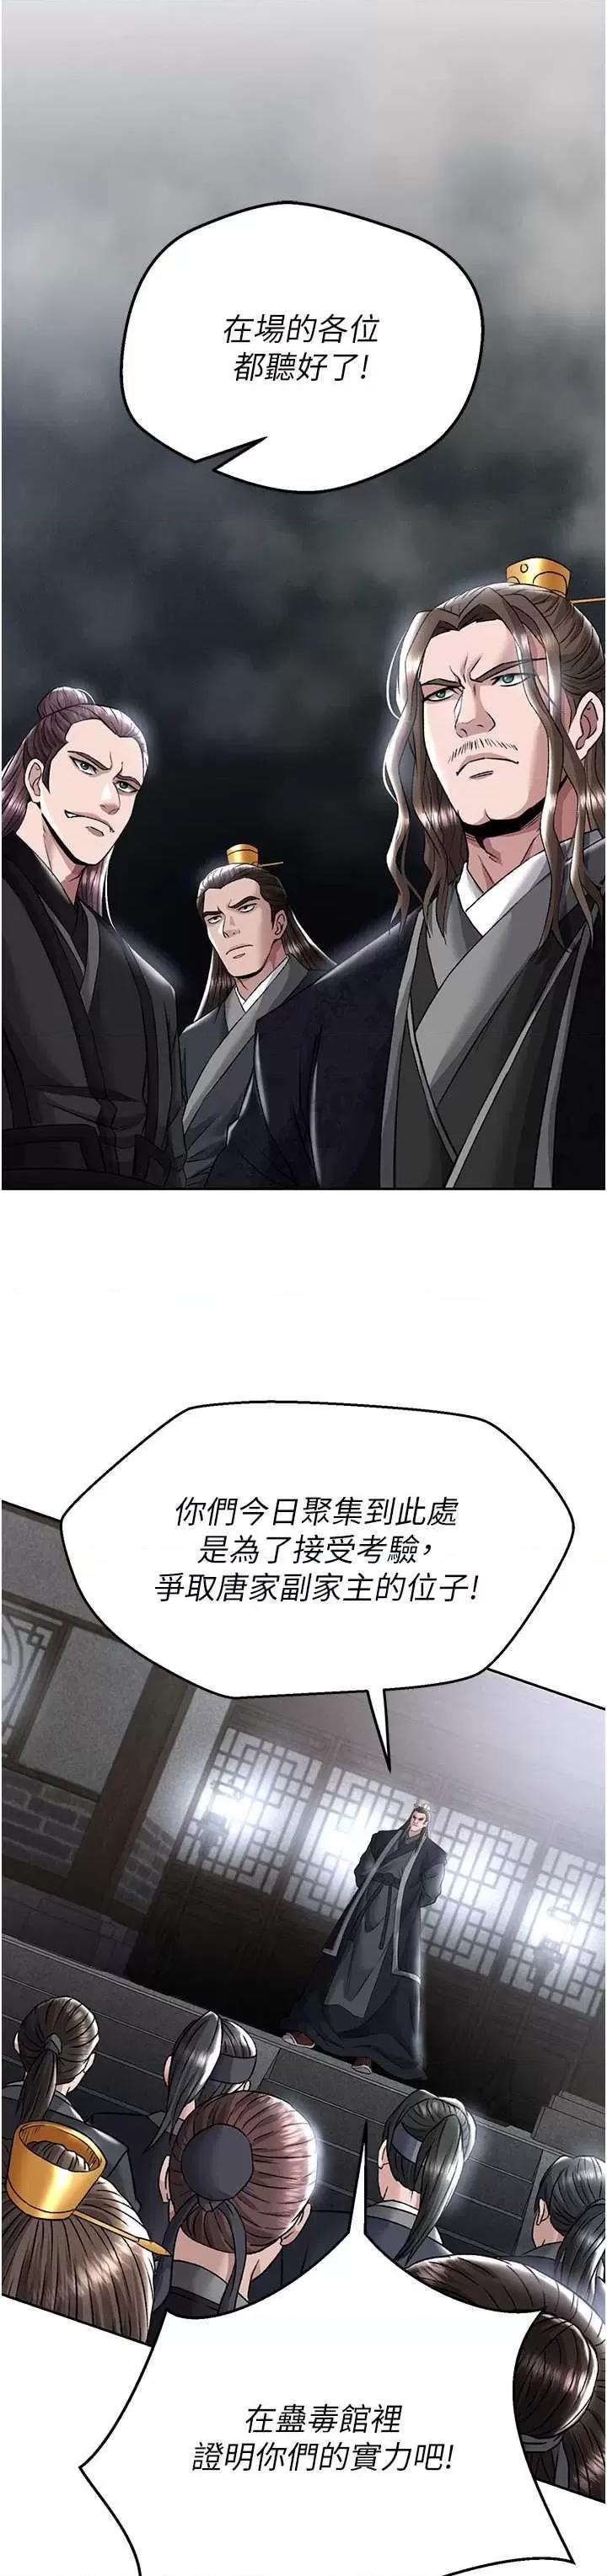 在場的各位
都聽好了!
你們今日聚集到此處
是為了接受考驗,
爭取唐家副家主的位子!
在蠱毒館裡
證明你們的實力吧!